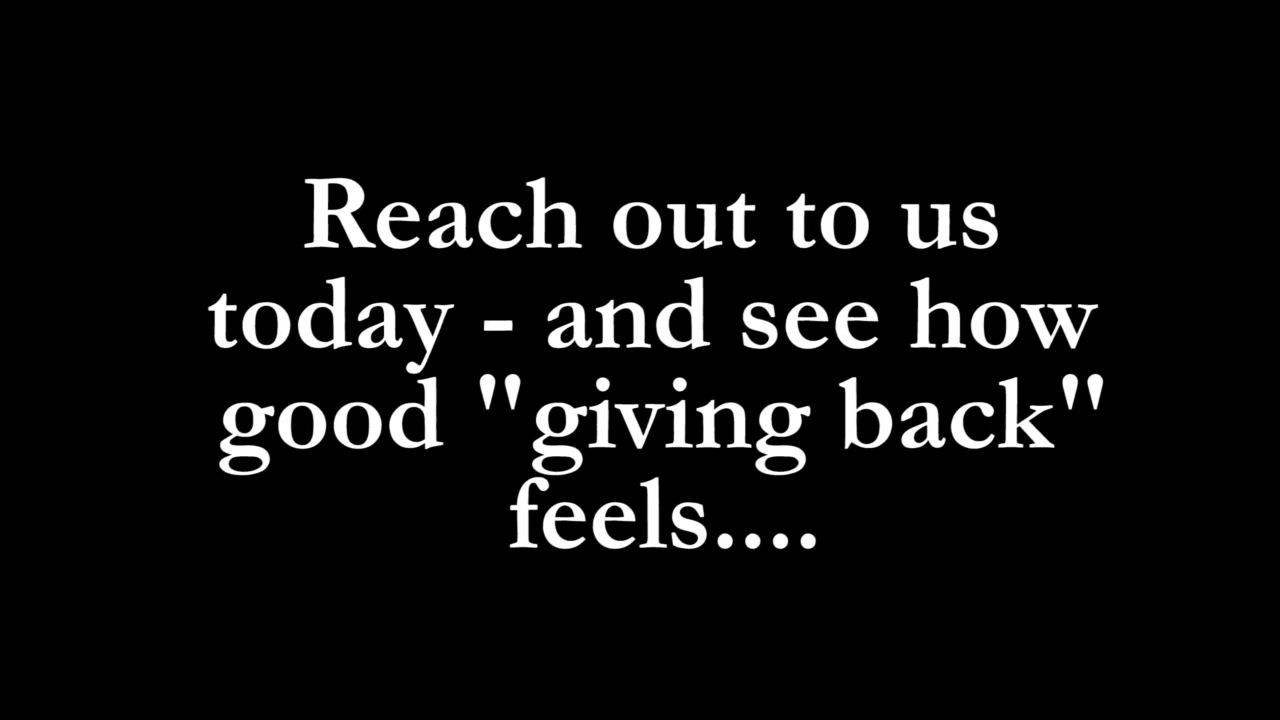 Reach out to us
today - and see how
good "giving back"
feels....